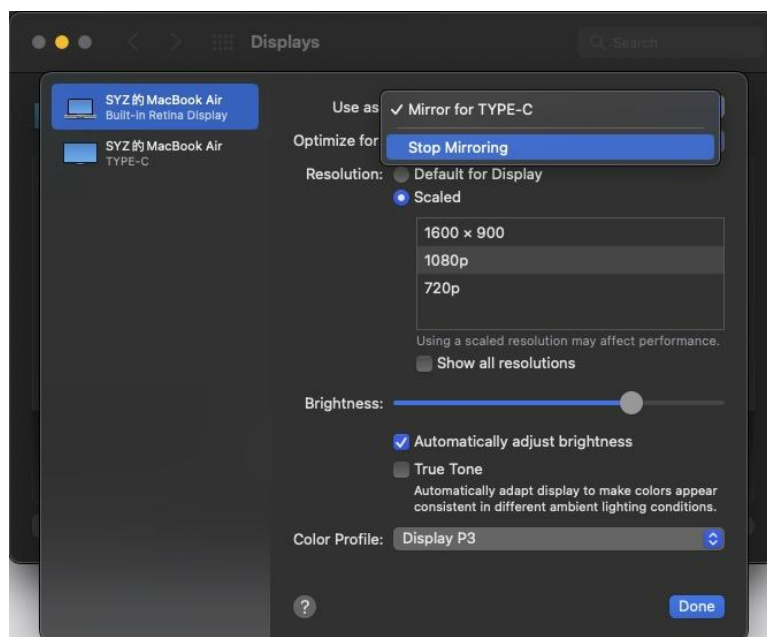 Displays
Search
SYZ的MacBook Air
Built-in Retina Display
SYZ的MacBook Air
TYPE-C
Use as
Mirror for TYPE-C
Stop Mirroring
Optimize for
Resolution:
Default for Display
Scaled
1600 × 900
1080p
720p
Using a scaled resolution may affect performance.
Show all resolutions
Brightness:
Automatically adjust brightness
True Tone
Automatically adapt display to make colors appear
consistent in different ambient lighting conditions.
Color Profile:
Display P3
?
Done